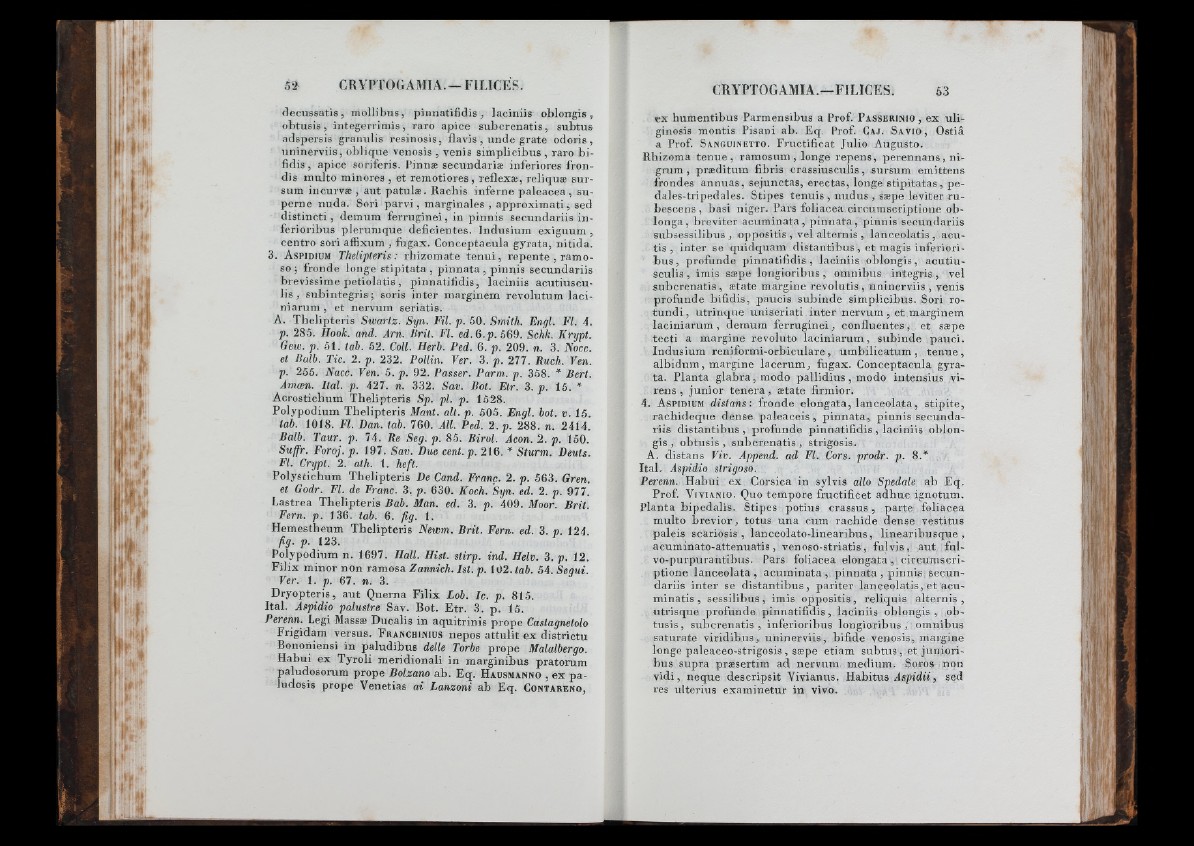 52 CRYPTOGAMIA.— FILICES.
decussatis, mollibus, pinnatifidis, laciniis oblongis,
obtusis, integerrimis, raro apice subcrenatis, subtus
adspersis granulis resinosis, flavis, unde grate odoris,
uninerviis, oblique venosis, venis simplicibus, raro bi-
fidis, apice soriferis. Pinnæ secundariæ inferiores fron-
dis multo minores, et remotiores, reflexæ, reliquæ sur-
sum incurvæ, aut patulæ. Rachis inferne paleacea, su-
perne nuda. Sori parvi, marginales, approximati, sed
distincti, demum ferruginei, in pinnis secundariis in-
ferioribus plerumque deficientes. Indusium exiguum,
centro sori affixum, fugax. Conceptacula gyrata, nitida.
3. ASPIDIUM Thelipteris: rhizomate tenui, repente, ramo-
so; fronde longe stipitata, pinnata, pinnis secundariis
brevissime petiolatis, pinnatifidis, laciniis acutiuscu-
lis, subintegris; soris inter marginem revolutum laci-
niarum, et nervum seriatis.
A. Thelipteris Swartz. Syn. Fil. p. 50. Smith. Engl. Fl. 4.
p. 285. Hook. and. Arn. Brit. Fl. ed. 6. p. 569. Schk. Krypt.
Gew. p. 51. tab. 52. Coll. Herb. Ped. 6. p. 209. n. 3. Nocc.
et Balb. Tic. 2. p. 232. Pollin. Ver. 3. p. 277. Ruch. Ven.
p. 255. Nacc. Ven. 5. p. 92. Passer. Parm. p. 358. * Bert.
Amœn. Ital. p. 427. n. 332. Sav. Bot. Etr. 3. p. 15. *
Acrostichum Thelipteris Sp. pl. p. 1528.
Polypodium Thelipteris Mant. alt. p. 505. Engl. bot. v. 15.
tab. 1018. Fl. Dan. tab. 760. All. Ped. 2. p. 288. n. 2414.
Balb. Taur. p. 74. Re Seg. p. 85. Birol. Acon. 2. p. 150.
Suffr. Foroj. p. 197. Sav. Due cent. p. 216. * Sturm. Deuts.
Fl. Crypt. 2. ath. 1. heft.
Polystichum Thelipteris De Cand. Franç. 2. p. 563. Gren.
et Godr. Fl. de Franc. 3. p. 630. Koch. Syn. ed. 2. p. 977.
Lastrea Thelipteris Bab. Man. ed. 3. p. 409. Moor. Brit.
Fern. p. 136. tab. 6. fig. 1.
Hemestheum Thelipteris Newm. Brit. Fern. ed. 3. p. 124.
fig. p. 123.
Polypodium n. 1697. Hall. Hist. stirp. ind. Helv. 3. p. 12.
Filix minor non ramosa Zannich. Ist. p. 102. tab. 54. Segui.
Ver. 1. p. 67. n. 3.
Dryopteris, aut Querna Filix Lob. Ic. p. 815.
Ital. Aspidio palustre Sav. Bot. Etr. 3. p. 15.
Perenn. Legi Massæ Ducalis in aquitrinis prope Castagnetolo
Frigidam versus. FRANCHINIUS nepos attulit ex districtu
Bononiensi in paludibus delle Torbe prope Malalbergo.
Habui ex Tyroli meridionali in marginibus pratorum
paludosorum prope Bolzano ab. Eq. HAUSMANNO, ex pa-
ludosis prope Venetias ai Lanzoni ab Eq. CONTARENO,
CRYPTOGAMIA.—FILICES. 53
ex humentibus Parmensibus a Prof. PASSERINIO, ex uli-
ginosis montis Pisani ab. Eq. Prof. CAJ. SAVIO, Ostiâ
a Prof. SANGUINETTO. Fructificat Julio Augusto.
Rhizoma tenue, ramosum, longe repens, perennans, ni-
grum, præditum fibris crassiusculis, sursum emittens
frondes annuas, sejunctas, erectas, longe stipitatas, pe-
dales-tripedales. Stipes tenuis, nudus, sæpe leviter ru-
bescens, basi niger. Pars foliacea circumscriptione ob-
longa, breviter acuminata, pinnata, pinnis secundariis
subsessilibus, oppositis, vel alternis, lanceolatis, acu-
tis, inter se quidquam distantibus, et magis inferiori-
bus, profunde pinnatifidis, laciniis oblongis, acutiu-
sculis, imis sæpe longioribus, omnibus integris, vel
subcrenatis, ætate margine revolutis, uninerviis, venis
profunde bifidis, paucis subinde simplicibus. Sori ro-
tundi, utrinque uniseriati inter nervum, et marginem
laciniarum, demum ferruginei, confluentes, et sæpe
tecti a margine revoluto laciniarum, subinde pauci.
Indusium reniformi-orbiculare, umbilicatum, tenue,
albidum, margine lacerum, fugax. Conceptacula gyra-
ta. Planta glabra, modo pallidius, modo intensius vi-
rens, junior tenera, ætate firmior.
4. ASPIDIUM distans: fronde elongata, lanceolata, stipite,
rachideque dense paleaceis, pinnata, pinnis secunda-
riis distantibus, profunde pinnatifidis, laciniis oblon-
gis, obtusis, subcrenatis, strigosis.
A. distans Viv. Append. ad Fl. Cors. prodr. p. 8.*
Ital. Aspidio strigoso.
Perenn. Habui ex Corsica in sylvis allo Spedale ab Eq.
Prof. VIVIANIO. Quo tempore fructificet adhuc ignotum.
Planta bipedalis. Stipes potius crassus, parte foliacea
multo brevior, totus una cum rachide dense vestitus
paleis scariosis, lanceolato-linearibus, linearibusque,
acuminato-attenuatis, venoso-striatis, fulvis, aut ful-
vo-purpurantibus. Pars foliacea elongata, circumscri-
ptione lanceolata, acuminata, pinnata, pinnis secun-
dariis inter se distantibus, pariter lanceolatis, et acu-
minatis, sessilibus, imis oppositis, reliquis alternis,
utrisque profunde pinnatifidis, laciniis oblongis, ob-
tusis, subcrenatis, inferioribus longioribus, omnibus
saturate viridibus, uninerviis, bifide venosis, margine
longe paleaceo-strigosis, sæpe etiam subtus, et juniori-
bus supra præsertim ad nervum medium. Soros non
vidi, neque descripsit Vivianus. Habitus Aspidii, sed
res ulterius examinetur in vivo.